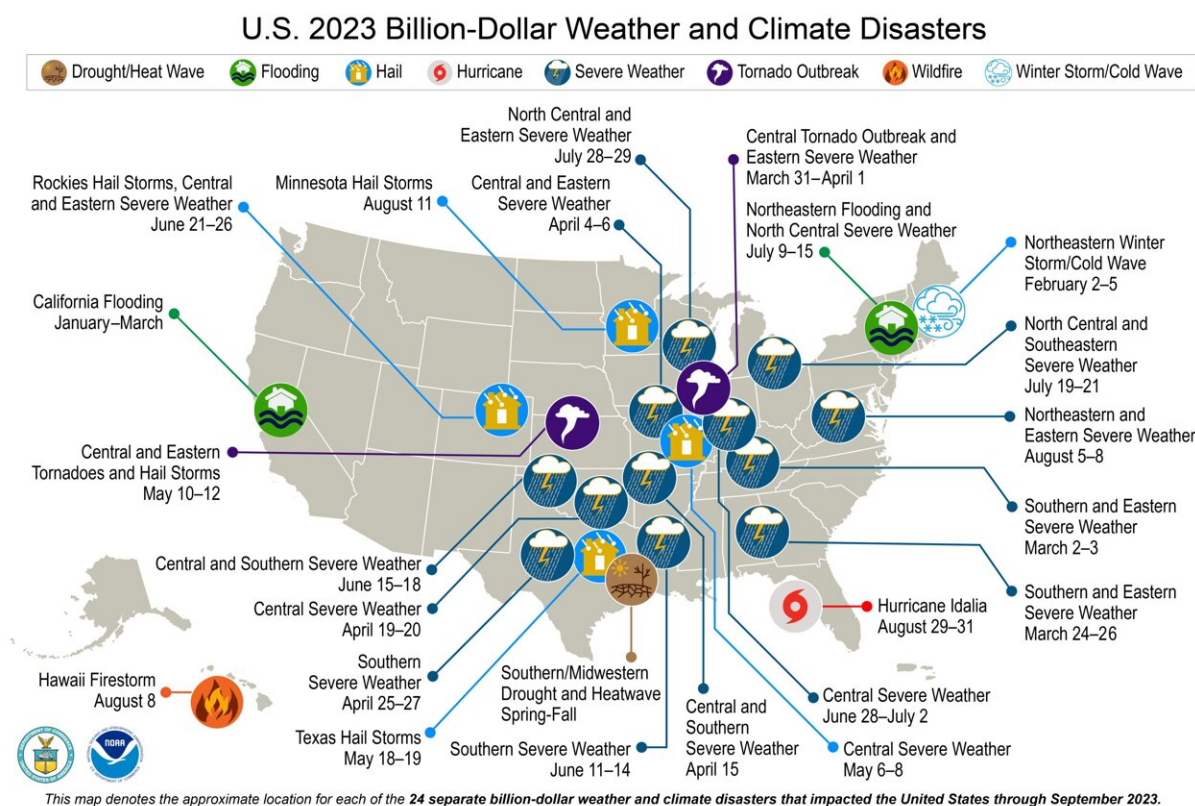 U.S. 2023 Billion-Dollar Weather and Climate Disasters
Drought/Heat Wave
Flooding
Hail
Hurricane
Severe Weather
Tornado Outbreak
Wildfire
Winter Storm/Cold Wave
North Central and
Eastern Severe Weather
July 28–29
Central Tornado Outbreak and
Eastern Severe Weather
March 31–April 1
Rockies Hail Storms, Central
and Eastern Severe Weather
June 21–26
Minnesota Hail Storms
August 11
Central and Eastern
Severe Weather
April 4–6
Northeastern Flooding and
North Central Severe Weather
July 9–15
Northeastern Winter
Storm/Cold Wave
February 2–5
California Flooding
January–March
North Central and
Southeastern
Severe Weather
July 19–21
Northeastern and
Eastern Severe Weather
August 5–8
Central and Eastern
Tornadoes and Hail Storms
May 10–12
Southern and Eastern
Severe Weather
March 2–3
Central and Southern Severe Weather
June 15–18
Central Severe Weather
April 19–20
Hurricane Idalia
August 29–31
Southern and Eastern
Severe Weather
March 24–26
Southern
Severe Weather
April 25–27
Southern/Midwestern
Drought and Heatwave
Spring-Fall
Hawaii Firestorm
August 8
Central Severe Weather
June 28–July 2
Central and
Southern
Severe Weather
April 15
Texas Hail Storms
May 18–19
Southern Severe Weather
June 11–14
Central Severe Weather
May 6–8
NOAA
This map denotes the approximate location for each of the 24 separate billion-dollar weather and climate disasters that impacted the United States through September 2023.